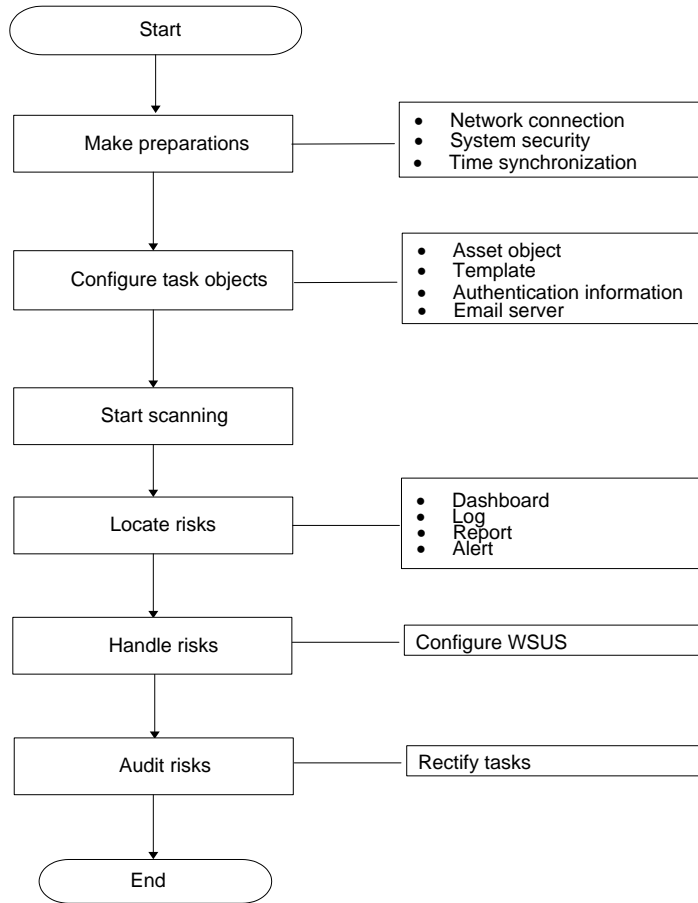 Start
Make preparations
● Network connection
● System security
● Time synchronization
Configure task objects
● Asset object
● Template
● Authentication information
● Email server
Start scanning
Locate risks
● Dashboard
● Log
● Report
● Alert
Handle risks
Configure WSUS
Audit risks
Rectify tasks
End